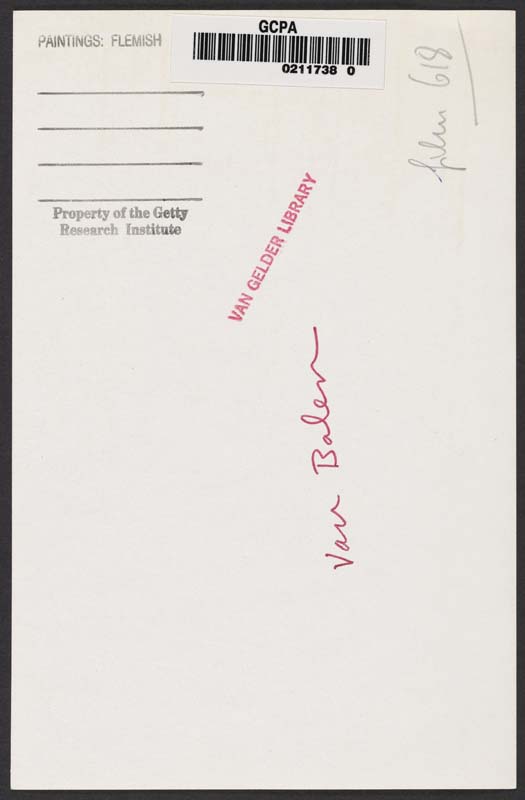 PAINTINGS: FLEMISH
GCPA
0211738 0
film 618
Property of the Getty
Research Institute
VAN GELDER LIBRARY
Van Balen